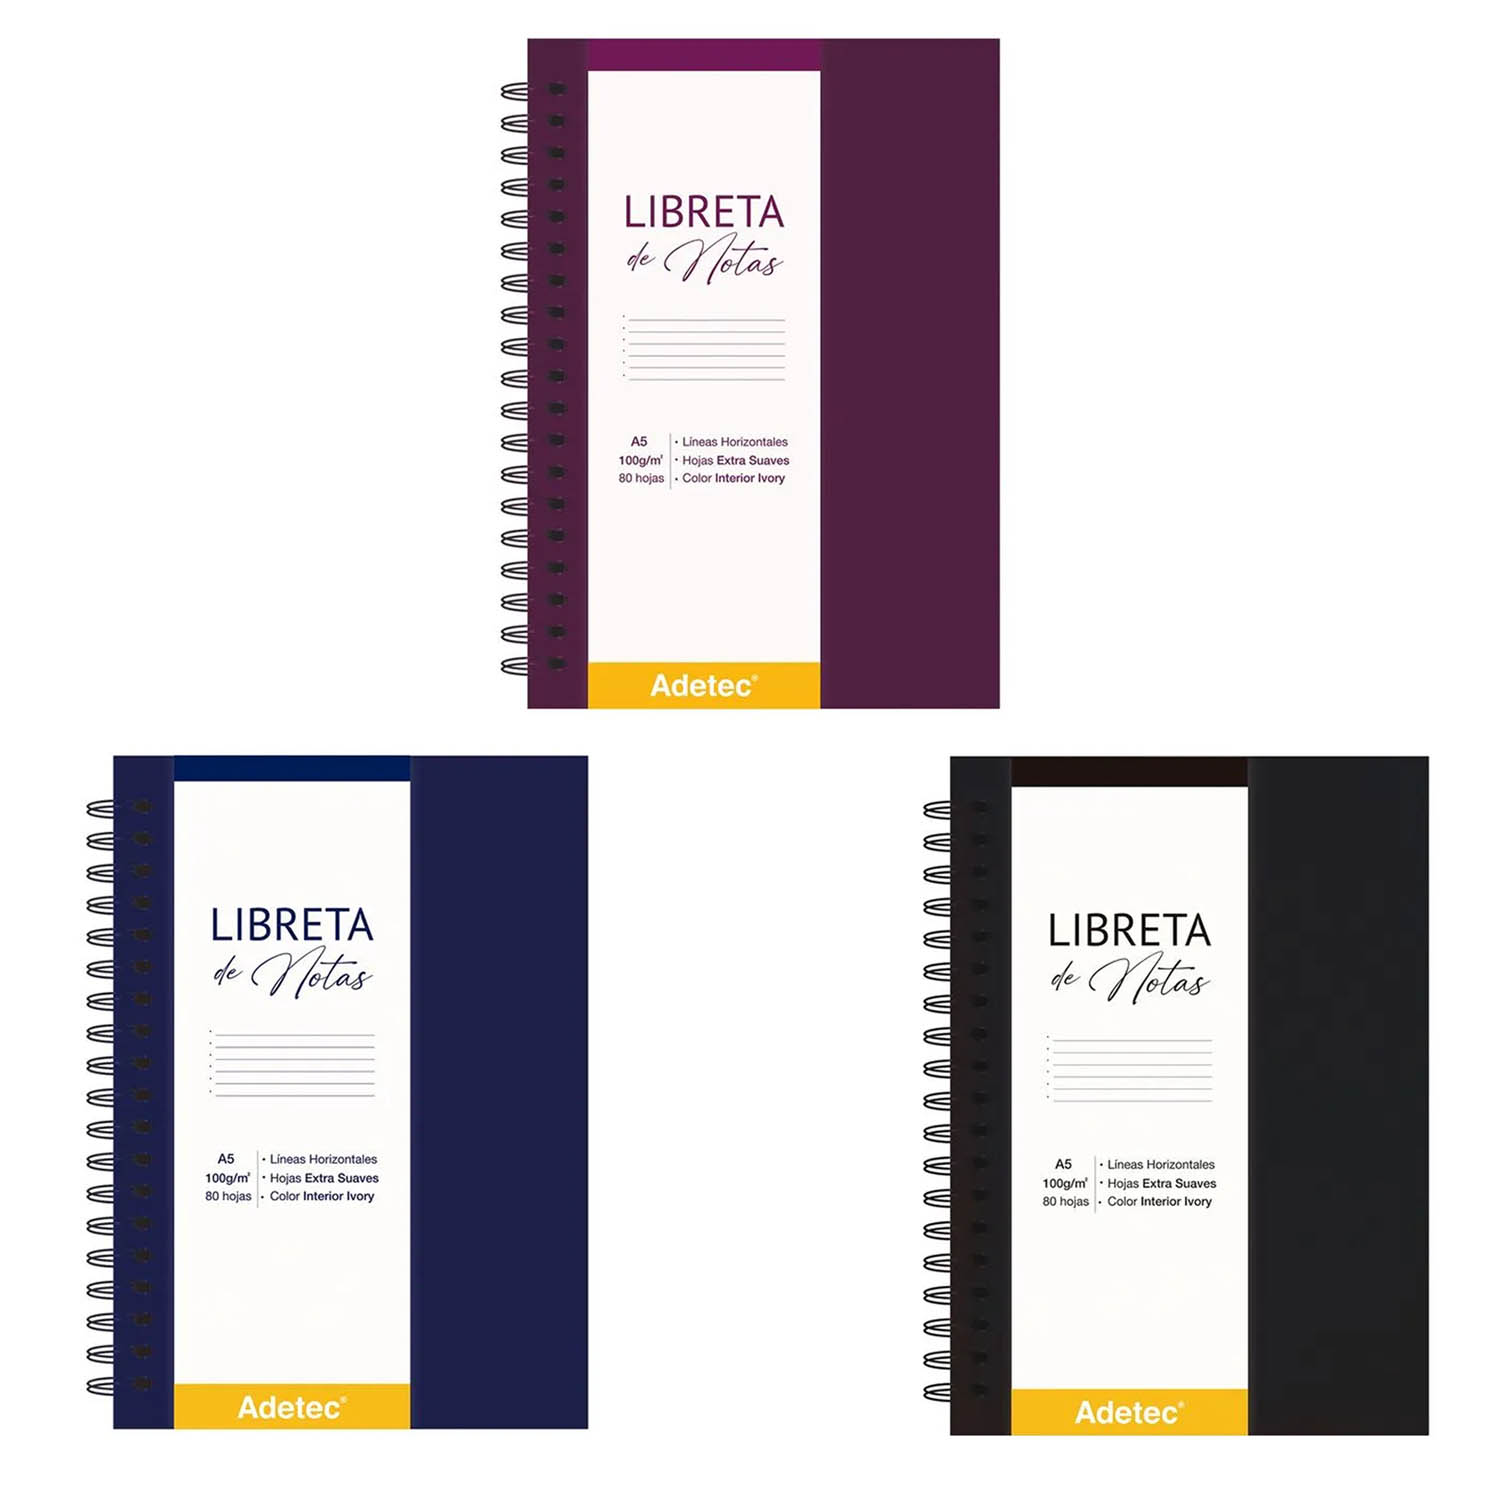 LIBRETA
de Notas
A5
100g/m²
80 hojas
• Líneas Horizontales
• Hojas Extra Suaves
• Color Interior Ivory
Adetec®
LIBRETA
de Notas
A5
100g/m²
80 hojas
• Líneas Horizontales
• Hojas Extra Suaves
• Color Interior Ivory
Adetec®
LIBRETA
de Notas
A5
100g/m²
80 hojas
• Líneas Horizontales
• Hojas Extra Suaves
• Color Interior Ivory
Adetec®